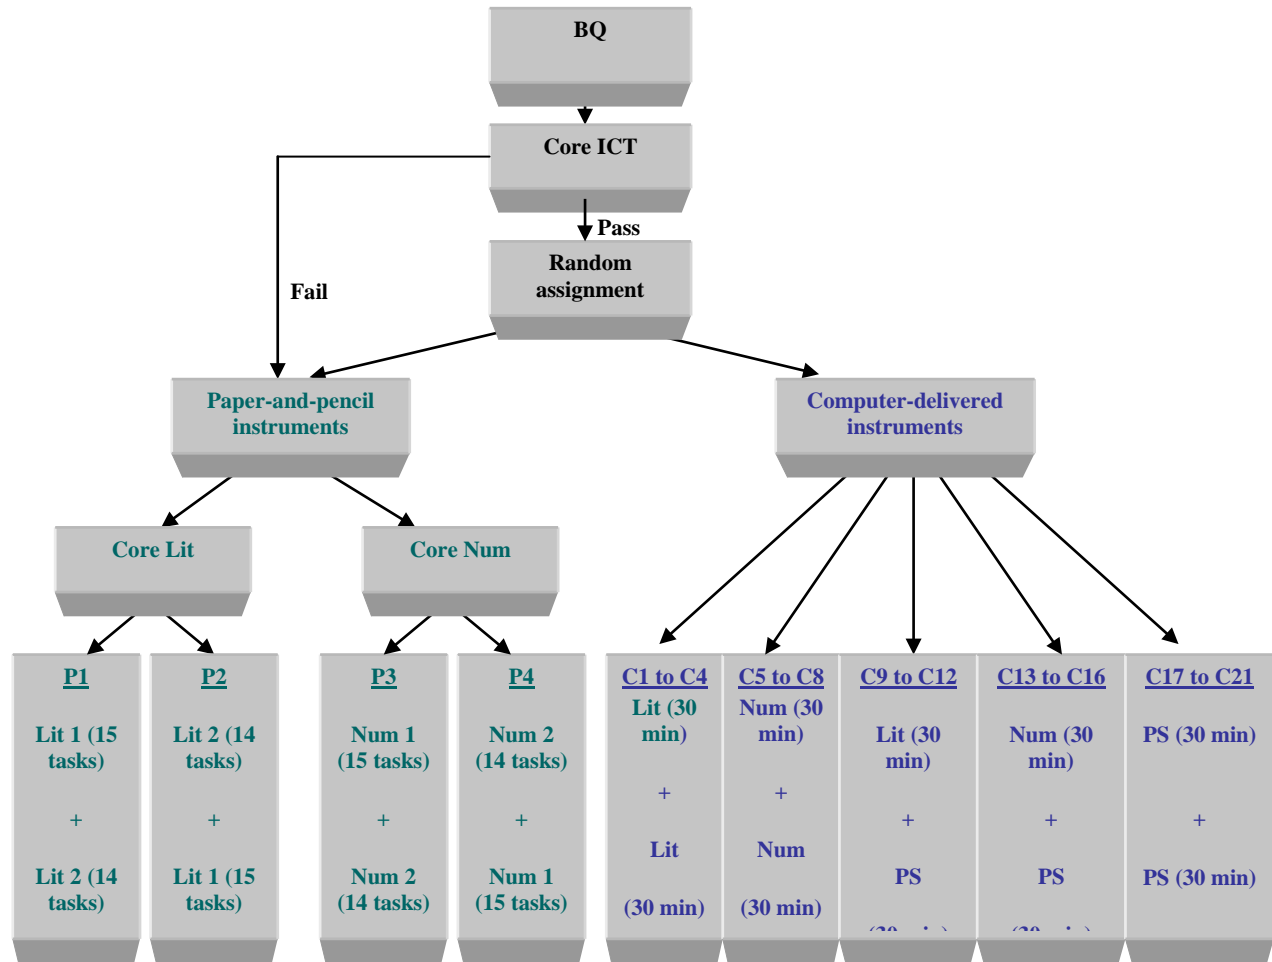 BQ
Core ICT
Pass
Random
assignment
Fail
Paper-and-pencil
instruments
Computer-delivered
instruments
Core Lit
Core Num
P1
Lit 1 (15
tasks)
+
Lit 2 (14
tasks)
P2
Lit 2 (14
tasks)
+
Lit 1 (15
tasks)
P3
Num 1
(15 tasks)
+
Num 2
(14 tasks)
P4
Num 2
(14 tasks)
+
Num 1
(15 tasks)
C1 to C4
Lit (30
min)
+
Lit
(30 min)
C5 to C8
Num (30
min)
+
Num
(30 min)
C9 to C12
Lit (30
min)
+
PS
C13 to C16
Num (30
min)
+
PS
C17 to C21
PS (30 min)
+
PS (30 min)